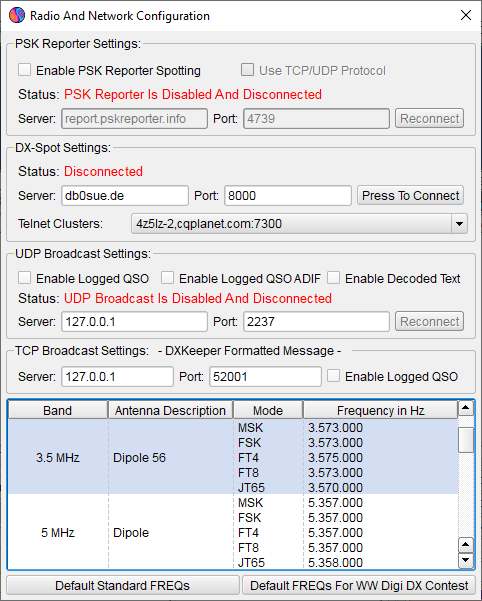 Radio And Network Configuration
PSK Reporter Settings:
Enable PSK Reporter Spotting Use TCP/UDP Protocol
Status: PSK Reporter Is Disabled And Disconnected
Server: report.pskreporter.info Port: 4739 Reconnect
DX-Spot Settings:
Status: Disconnected
Server: db0sue.de Port: 8000 Press To Connect
Telnet Clusters: 4z5lz-2,cqplanet.com:7300
UDP Broadcast Settings:
Enable Logged QSO Enable Logged QSO ADIF Enable Decoded Text
Status: UDP Broadcast Is Disabled And Disconnected
Server: 127.0.0.1 Port: 2237 Reconnect
TCP Broadcast Settings: - DXKeeper Formatted Message -
Server: 127.0.0.1 Port: 52001 Enable Logged QSO
Band Antenna Description Mode Frequency in Hz
MSK 3.573.000
FSK 3.573.000
3.5 MHz Dipole 56 FT4 3.575.000
FT8 3.573.000
JT65 3.570.000
MSK 5.357.000
FSK 5.357.000
5 MHz Dipole FT4 5.357.000
FT8 5.357.000
JT65 5.358.000
Default Standard FREQs Default FREQs For WW Digi DX Contest